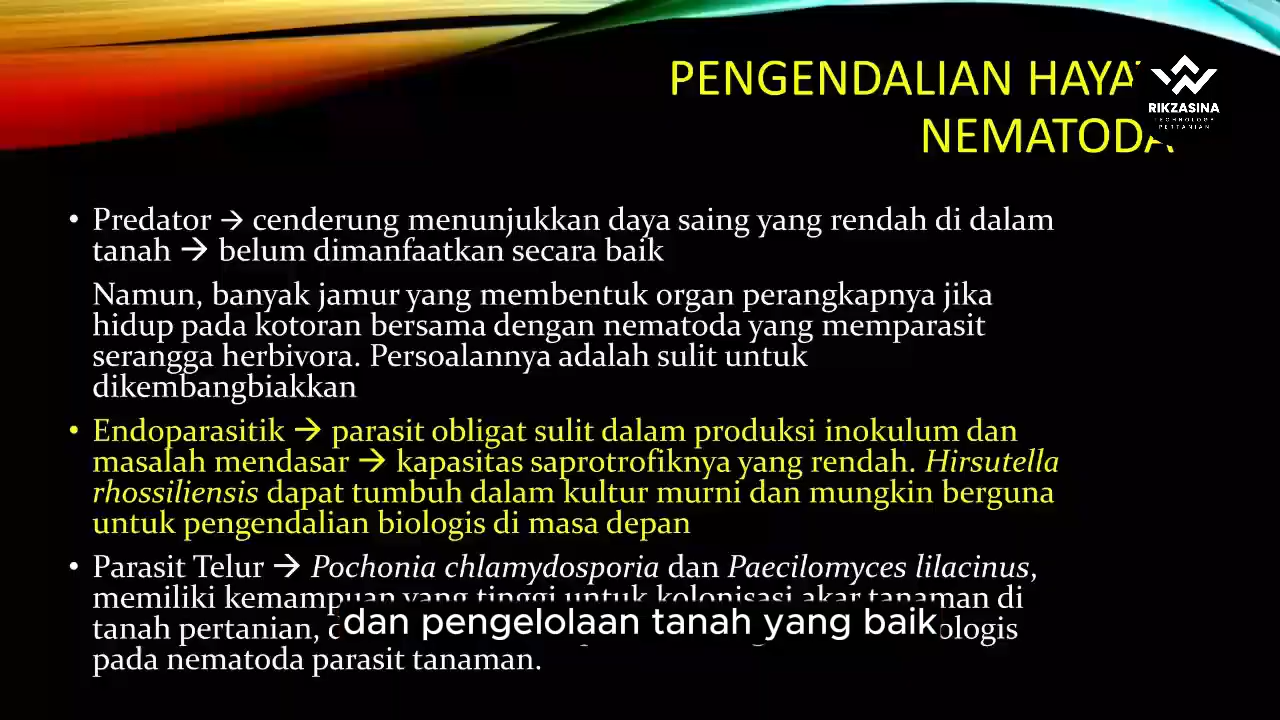 PENGENDALIAN HAYA
NEMATODA
RIKZASINA
TECHNOLOGY
PERTANIAN
• Predator → cenderung menunjukkan daya saing yang rendah di dalam
tanah → belum dimanfaatkan secara baik
Namun, banyak jamur yang membentuk organ perangkapnya jika
hidup pada kotoran bersama dengan nematoda yang memparasit
serangga herbivora. Persoalannya adalah sulit untuk
dikembangbiakkan
• Endoparasitik → parasit obligat sulit dalam produksi inokulum dan
masalah mendasar → kapasitas saprotrofiknya yang rendah. Hirsutella
rhossiliensis dapat tumbuh dalam kultur murni dan mungkin berguna
untuk pengendalian biologis di masa depan
• Parasit Telur → Pochonia chlamydosporia dan Paecilomyces lilacinus,
memiliki kemampuan yang tinggi untuk kolonisasi akar tanaman di
tanah pertanian, ologis
dan pengelolaan tanah yang baik
pada nematoda parasit tanaman.